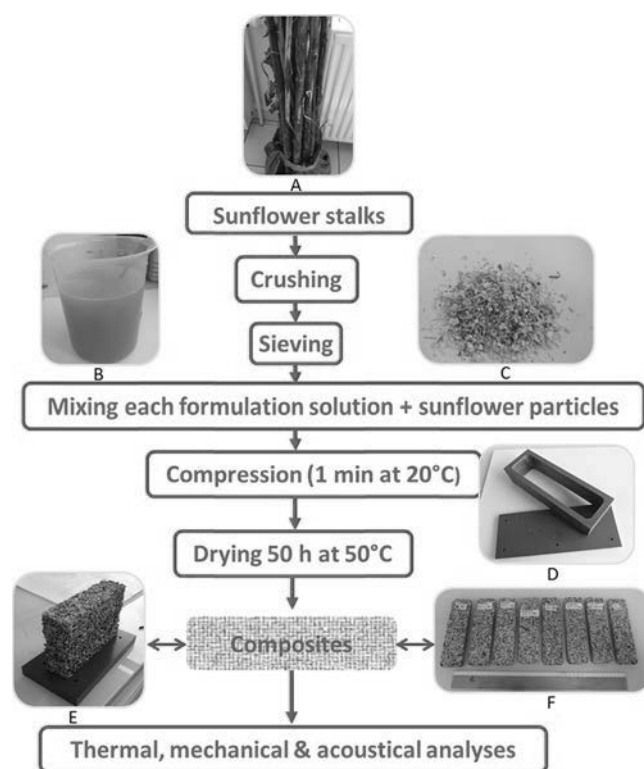 A
Sunflower stalks
Crushing
B
C
Sieving
Mixing each formulation solution + sunflower particles
Compression (1 min at 20°C)
D
Drying 50 h at 50°C
Composites
E
F
Thermal, mechanical & acoustical analyses